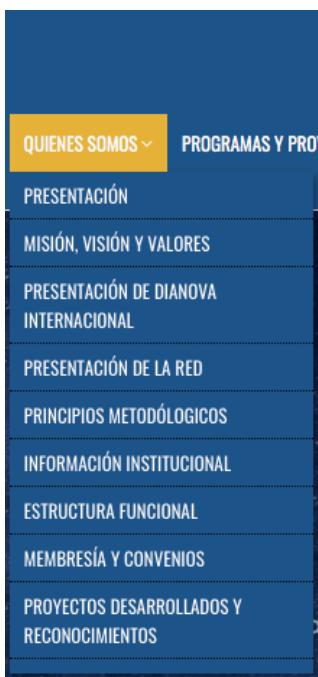 QUIENES SOMOS
PROGRAMAS Y PRO
PRESENTACIÓN
MISIÓN, VISIÓN Y VALORES
PRESENTACIÓN DE DIANOVA
INTERNACIONAL
PRESENTACIÓN DE LA RED
PRINCIPIOS METODÓLOGICOS
INFORMACIÓN INSTITUCIONAL
ESTRUCTURA FUNCIONAL
MEMBRESÍA Y CONVENIOS
PROYECTOS DESARROLLADOS Y
RECONOCIMIENTOS